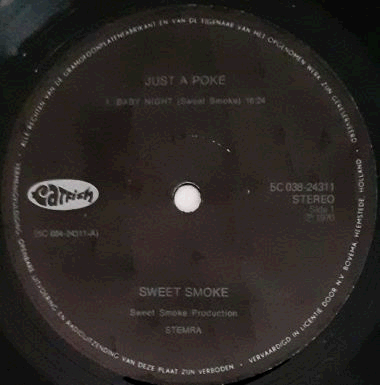 ALLE RECHTEN VAN DE GRAMOFOONPLATENFABRIKANT EN VAN DE EIGENAAR VAN HET OPGENOMEN WERK ZIJN GERESERVEERD
JUST A POKE
1. BABY NIGHT (Sweet Smoke) 16:24
Catfish
5C 038-24311
STEREO
Side 1
℗ 1970
(5C 034-24311-A)
SWEET SMOKE
Sweet Smoke Production
STEMRA
VERMENIGVULDIGING OPENBARE UITZENDING EN RADIOUITZENDING VAN DEZE PLAAT ZIJN VERBODEN - VERVAARDIGD IN LICENTIE DOOR N.V. BOVEMA, HEEMSTEDE, HOLLAND